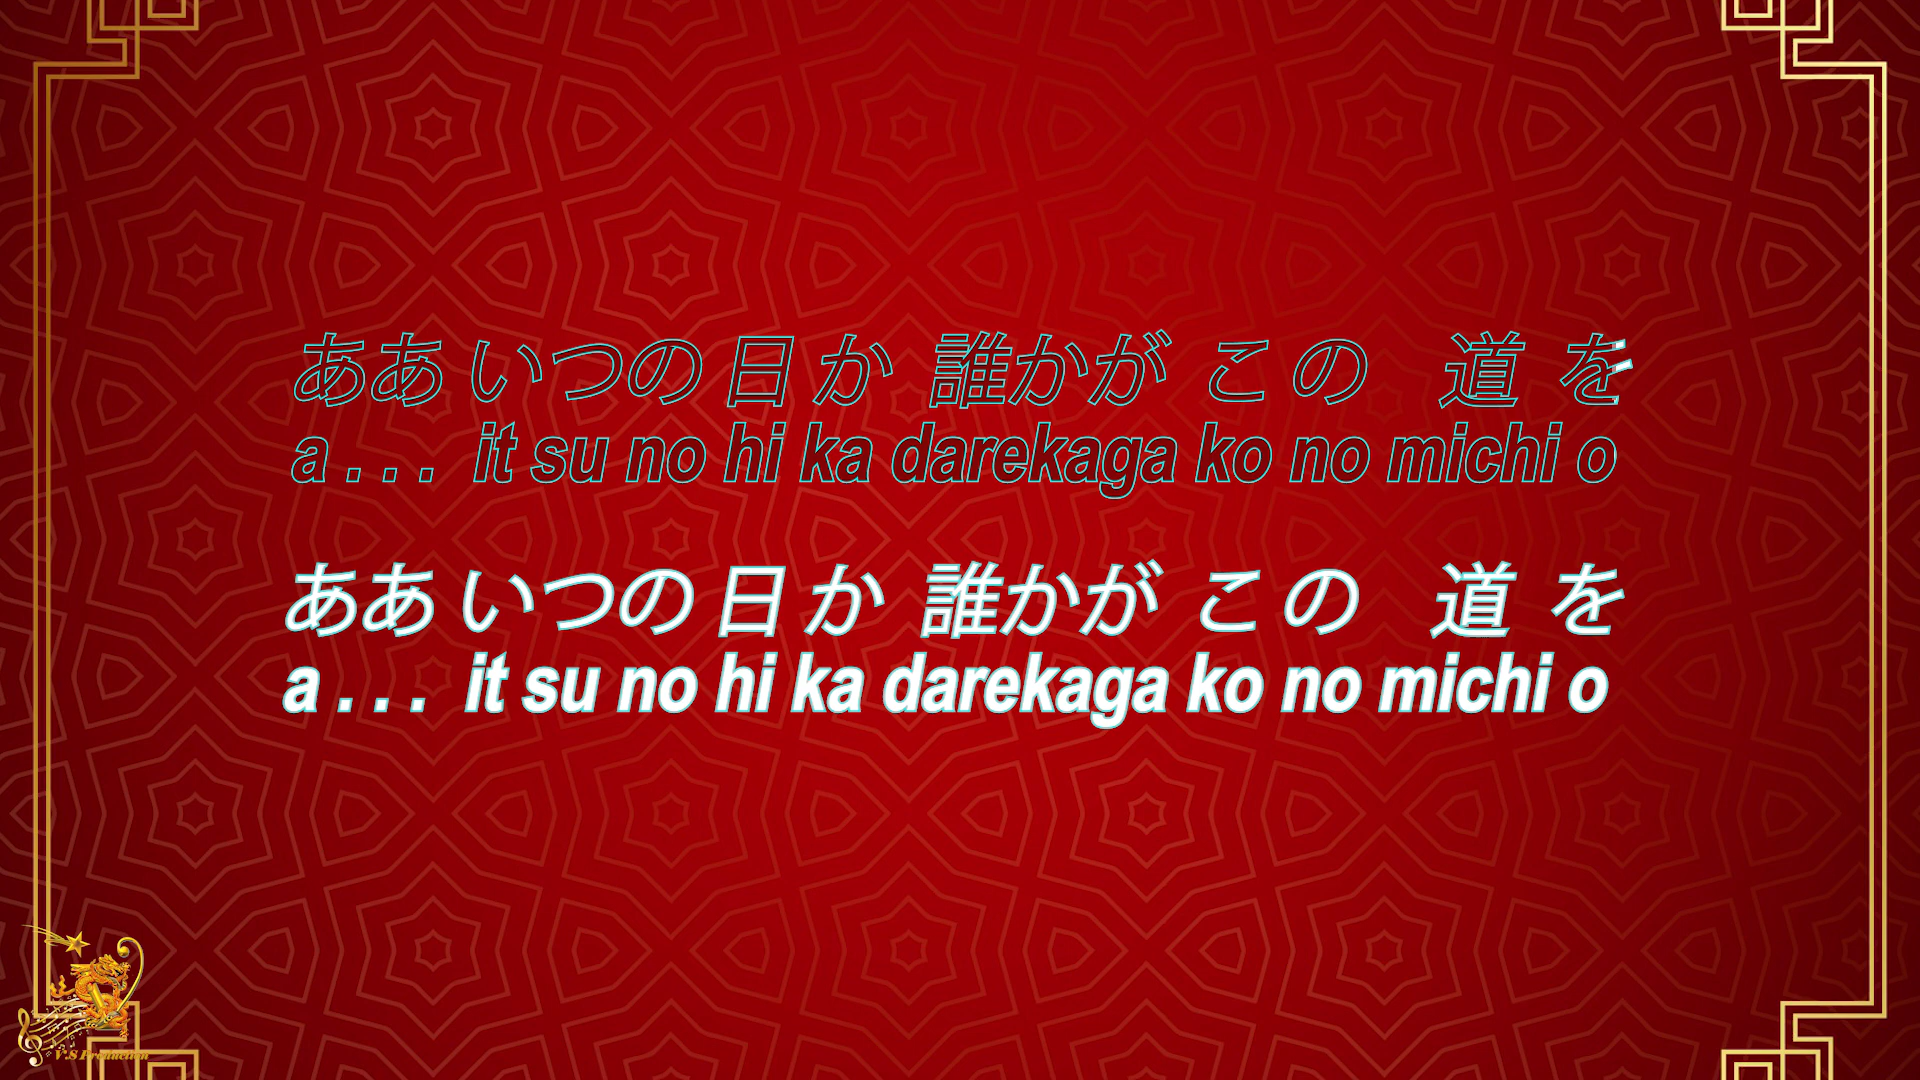 ああ いつの 日 か 誰かが この 道 を
a . . . it su no hi ka darekaga ko no michi o
ああ いつの 日 か 誰かが この 道 を
a . . . it su no hi ka darekaga ko no michi o
V.S Production